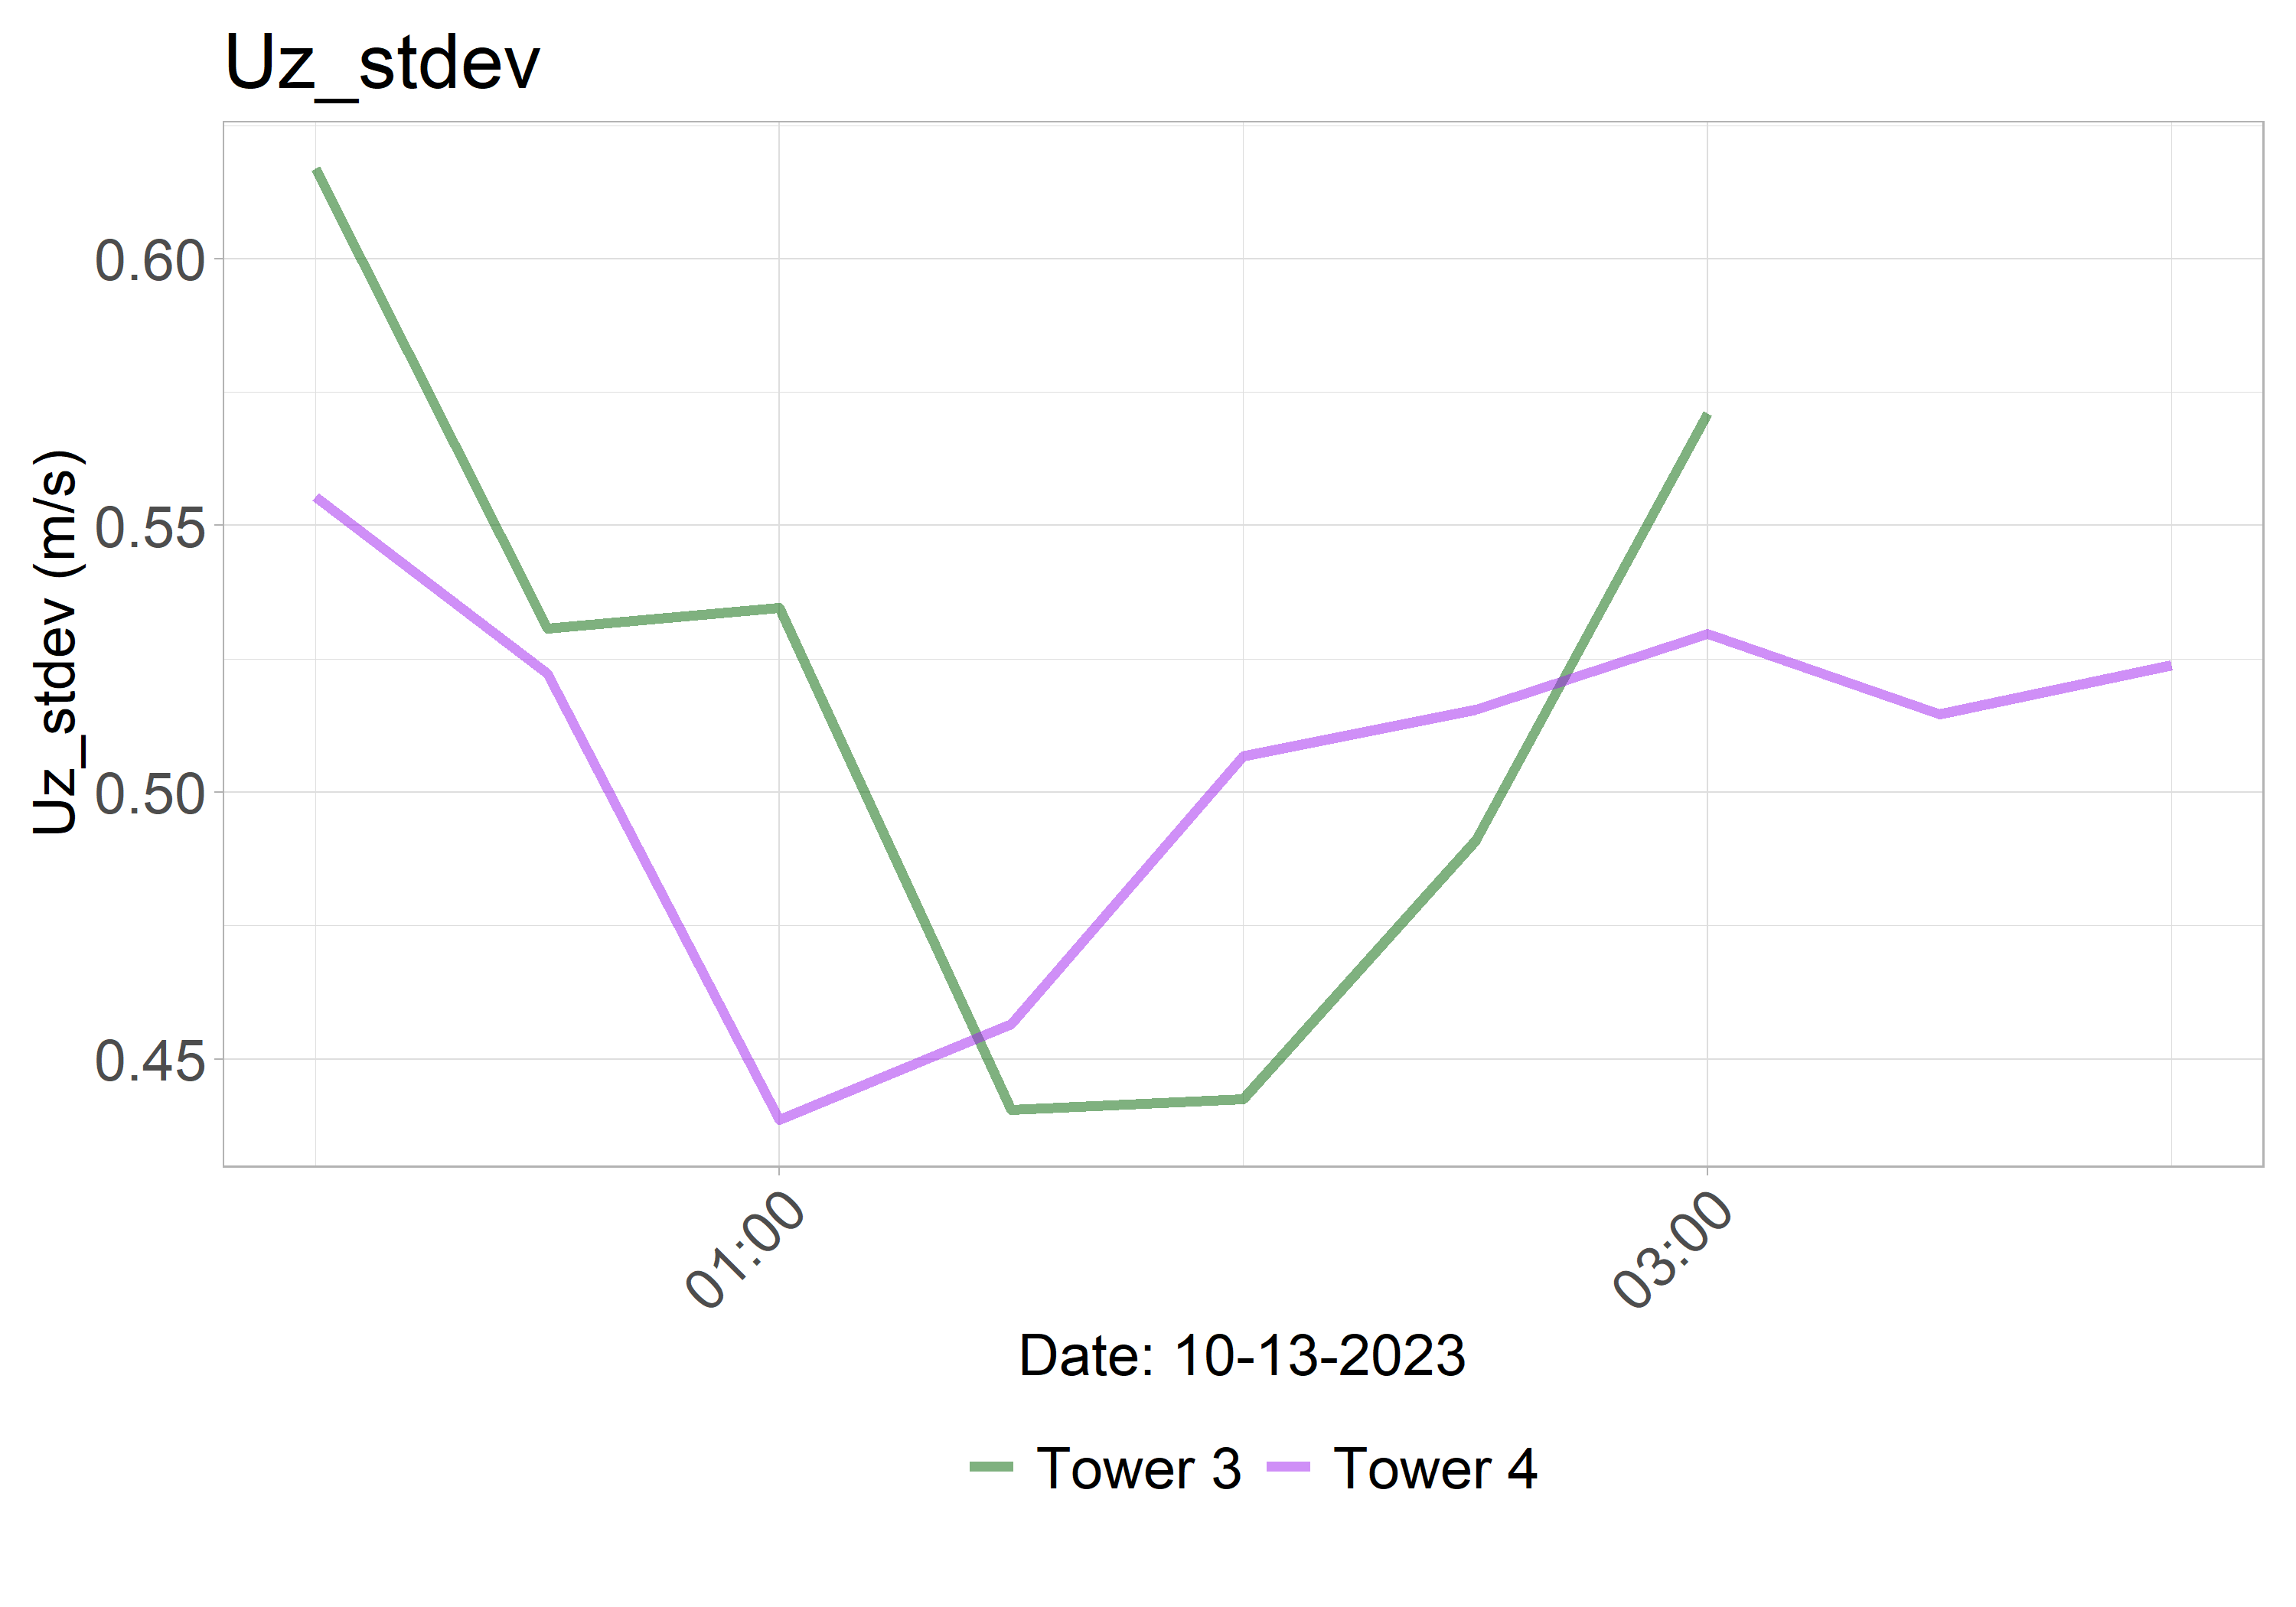 Uz_stdev
Uz_stdev (m/s)
0.60
0.55
0.50
0.45
01:00
03:00
Date: 10-13-2023
Tower 3
Tower 4